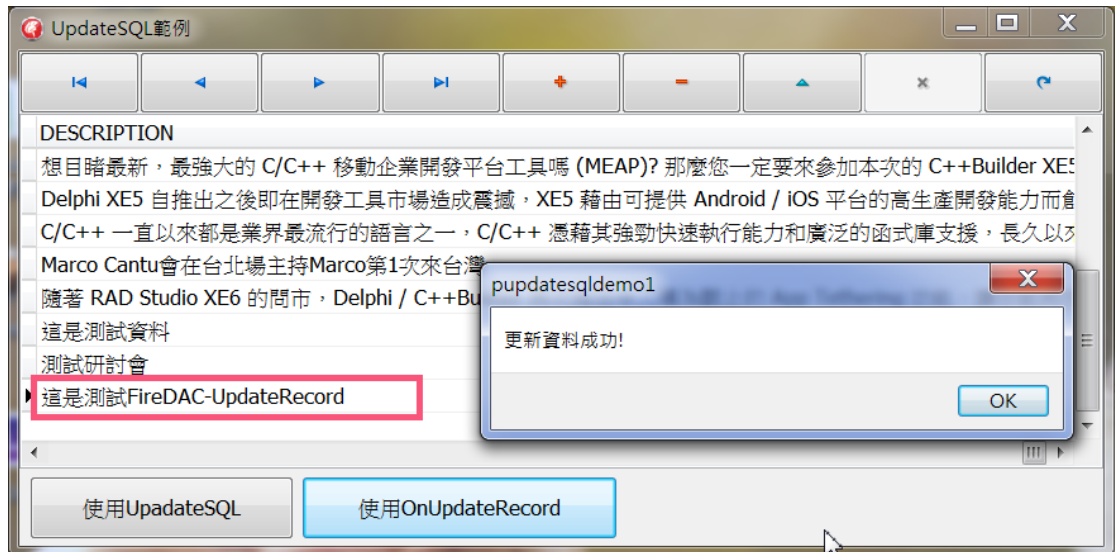 UpdateSQL範例
DESCRIPTION
想目睹最新，最強大的 C/C++ 移動企業開發平台工具嗎 (MEAP)? 那麼您一定要來參加本次的 C++Builder XE5
Delphi XE5 自推出之後即在開發工具市場造成震撼，XE5 藉由可提供 Android / iOS 平台的高生產開發能力而創
C/C++ 一直以來都是業界最流行的語言之一，C/C++ 憑藉其強勁快速執行能力和廣泛的函式庫支援，長久以
Marco Cantu會在台北場主持Marco第1次來台灣
隨著 RAD Studio XE6 的問市，Delphi / C++Bu
這是測試資料
測試研討會
這是測試FireDAC-UpdateRecord
pupdatesqldemo1
更新資料成功!
OK
使用UpadateSQL
使用OnUpdateRecord